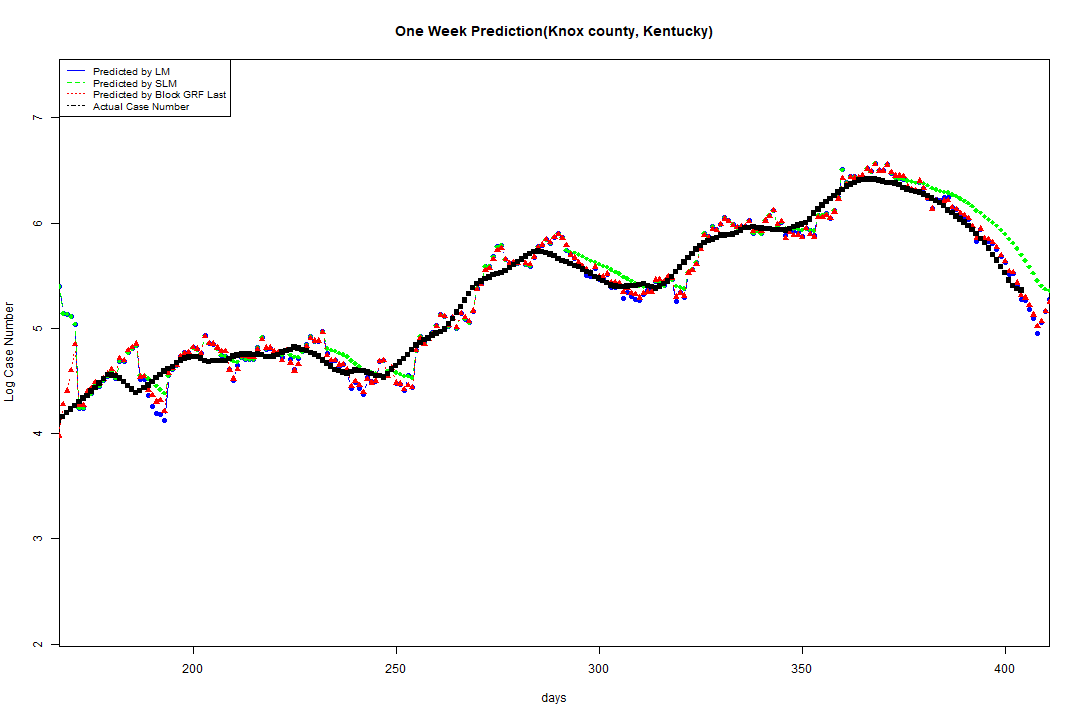 One Week Prediction(Knox county, Kentucky)
Predicted by LM
Predicted by SLM
Predicted by Block GRF Last
Actual Case Number
7
6
5
4
3
2
Log Case Number
200 250 300 350 400
days